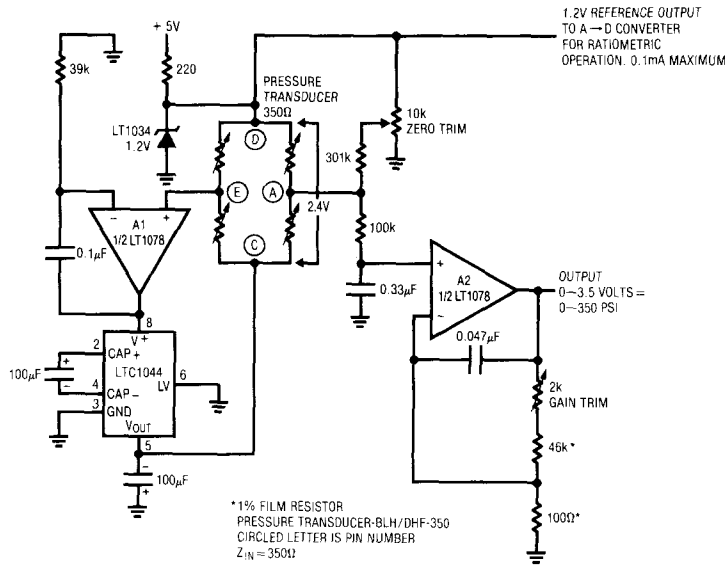 + 5V
39k
220
PRESSURE
TRANSDUCER
350Ω
LT1034
1.2V
1.2V REFERENCE OUTPUT
TO A→D CONVERTER
FOR RATIOMETRIC
OPERATION. 0.1mA MAXIMUM
10k
ZERO TRIM
301k
D
E
A
C
2.4V
100k
−
+
A1
1/2 LT1078
0.1µF
0.33µF
+
−
A2
1/2 LT1078
OUTPUT
0–3.5 VOLTS =
0–350 PSI
0.047µF
2k
GAIN TRIM
46k*
100Ω*
8
V+
2
CAP +
LTC1044
100µF
+
−
4
CAP −
3
GND
LV
6
VOUT
5
100µF
−
+
*1% FILM RESISTOR
PRESSURE TRANSDUCER-BLH/DHF-350
CIRCLED LETTER IS PIN NUMBER
ZIN = 350Ω